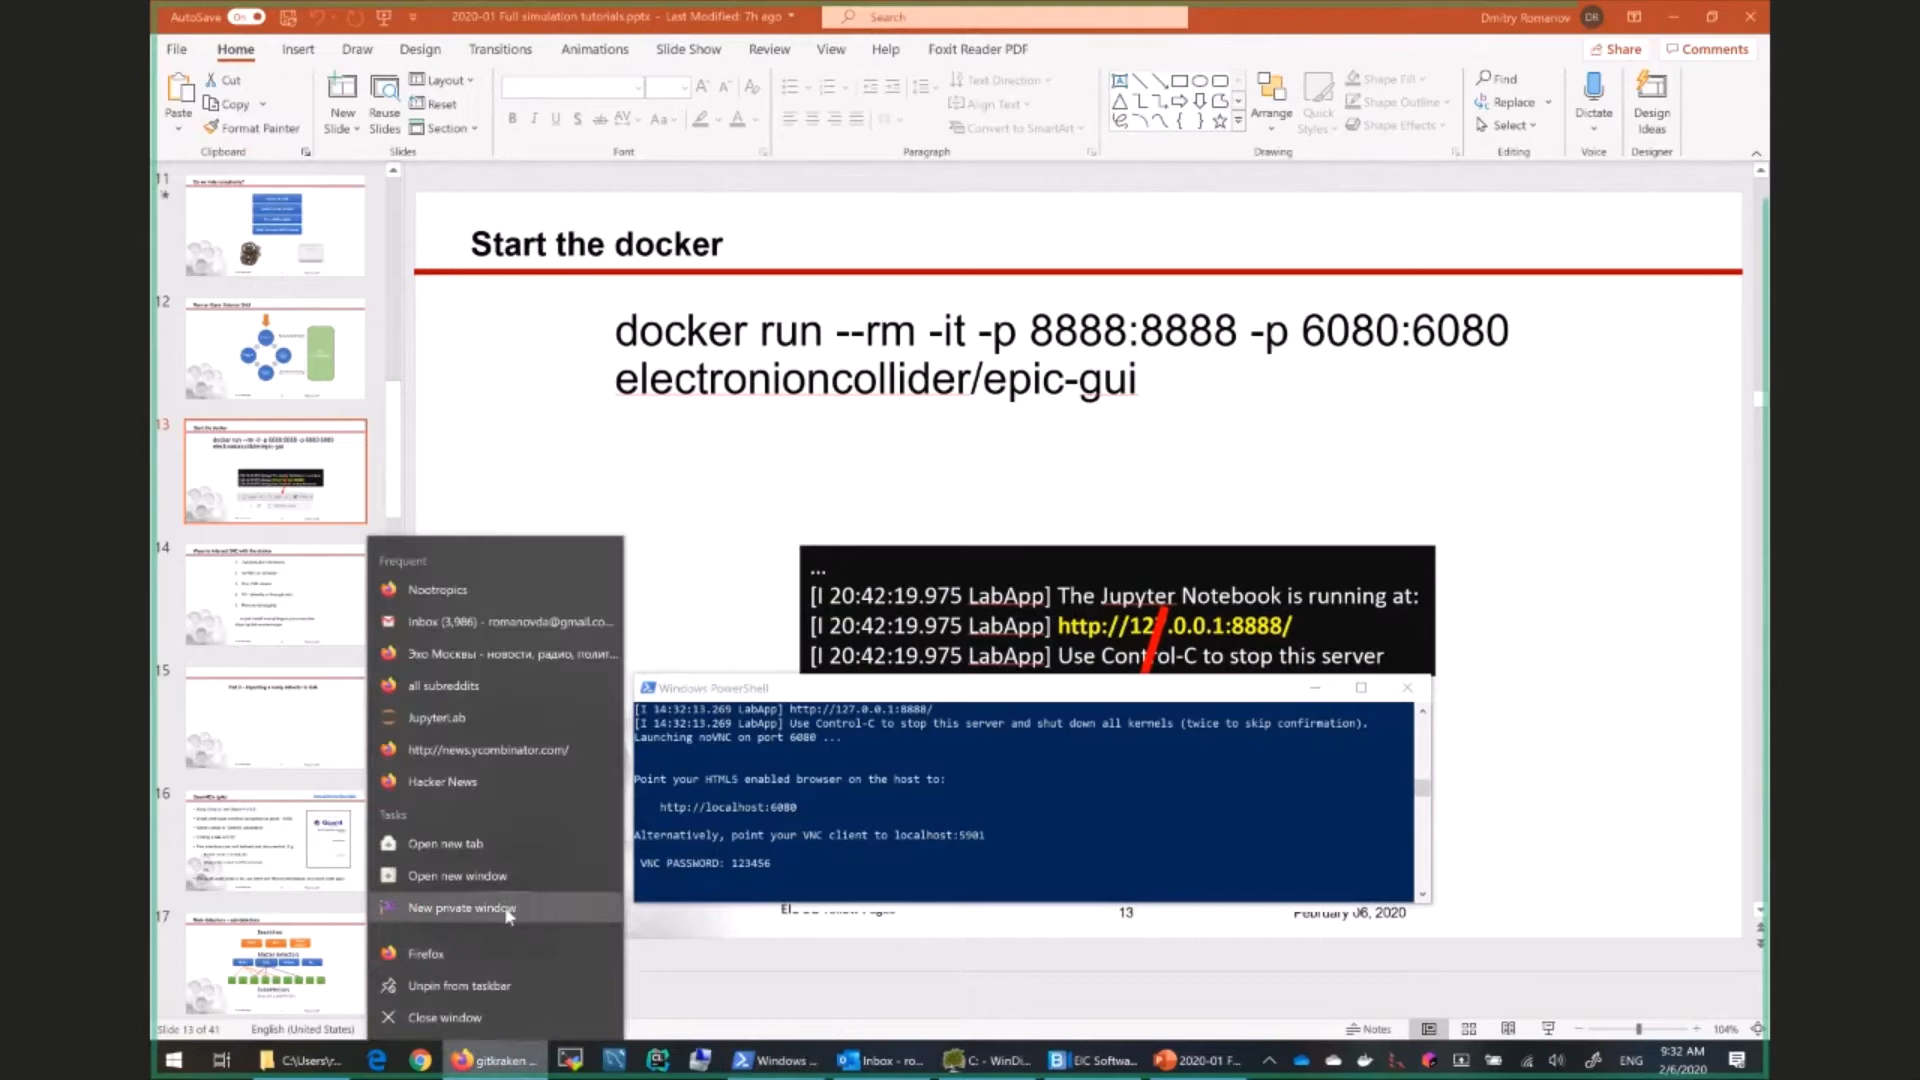 AutoSave On 2020-01 Full simulation tutorials.pptx - Last Modified: 7h ago Search Dmitry Romanov DR
File Home Insert Draw Design Transitions Animations Slide Show Review View Help Foxit Reader PDF Share Comments
Paste Cut Copy Format Painter Clipboard
New Slide Reuse Slides Layout Reset Section Slides
Font
Text Direction Align Text Convert to SmartArt Paragraph
Arrange Quick Styles Shape Fill Shape Outline Shape Effects Drawing
Find Replace Select Editing
Dictate Voice
Design Ideas Designer
11
12
13
14
15
16
17
Start the docker
docker run --rm -it -p 8888:8888 -p 6080:6080
electronioncollider/epic-gui
...
[I 20:42:19.975 LabApp] The Jupyter Notebook is running at:
[I 20:42:19.975 LabApp] http://127.0.0.1:8888/
[I 20:42:19.975 LabApp] Use Control-C to stop this server
Windows PowerShell
[I 14:32:13.269 LabApp] http://127.0.0.1:8888/
[I 14:32:13.269 LabApp] Use Control-C to stop this server and shut down all kernels (twice to skip confirmation).
Launching noVNC on port 6080 ...
Point your HTML5 enabled browser on the host to:
http://localhost:6080
Alternatively, point your VNC client to localhost:5901
VNC PASSWORD: 123456
13
February 06, 2020
Frequent
Nootropics
Inbox (3,986) - romanovda@gmail.co...
Эхо Москвы - новости, радио, полит...
all subreddits
JupyterLab
http://news.ycombinator.com/
Hacker News
Tasks
Open new tab
Open new window
New private window
Firefox
Unpin from taskbar
Close window
Slide 13 of 41 English (United States) Notes 104%
C:\Users\r... gitkraken ... Windows ... Inbox - ro... C: - WinDi... EIC Softwa... 2020-01 F... ENG 9:32 AM
2/6/2020